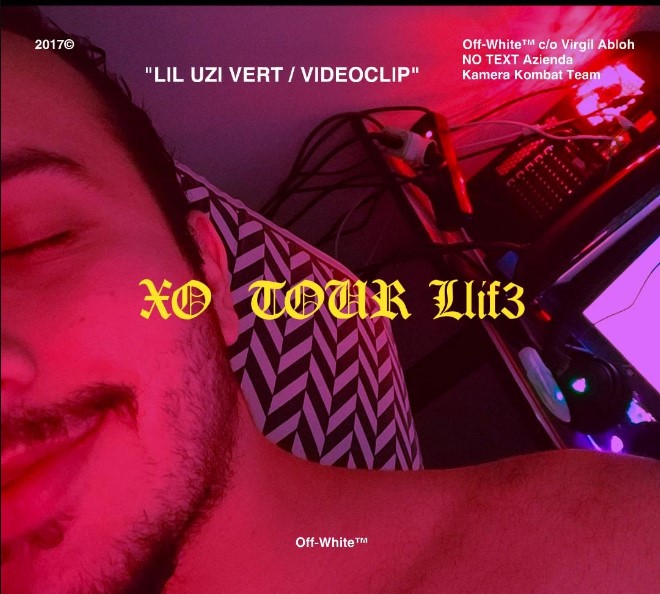 2017©
"LIL UZI VERT / VIDEOCLIP"
Off-White™ c/o Virgil Abloh
NO TEXT Azienda
Kamera Kombat Team
XO TOUR Llif3
Off-White™